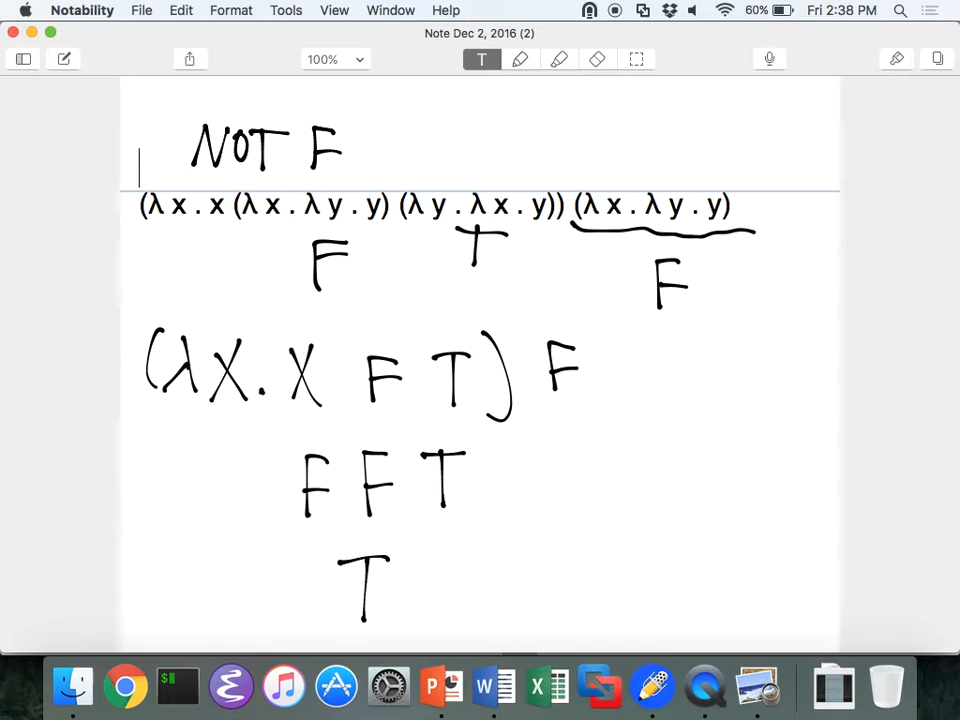 Notability File Edit Format Tools View Window Help 60% Fri 2:38 PM
Note Dec 2, 2016 (2)
100% T
NOT F
(λ x . x (λ x . λ y . y) (λ y . λ x . y)) (λ x . λ y . y)
F T F
(λX. X F T) F
F F T
T
$ P W X